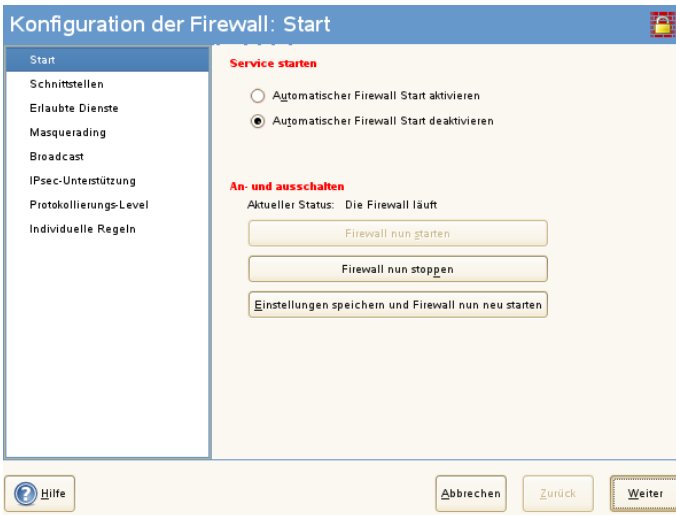 Konfiguration der Firewall: Start
Start
Schnittstellen
Erlaubte Dienste
Masquerading
Broadcast
IPsec-Unterstützung
Protokollierungs-Level
Individuelle Regeln
Service starten
Automatischer Firewall Start aktivieren
Automatischer Firewall Start deaktivieren
An- und ausschalten
Aktueller Status: Die Firewall läuft
Firewall nun starten
Firewall nun stoppen
Einstellungen speichern und Firewall nun neu starten
Hilfe
Abbrechen
Zurück
Weiter